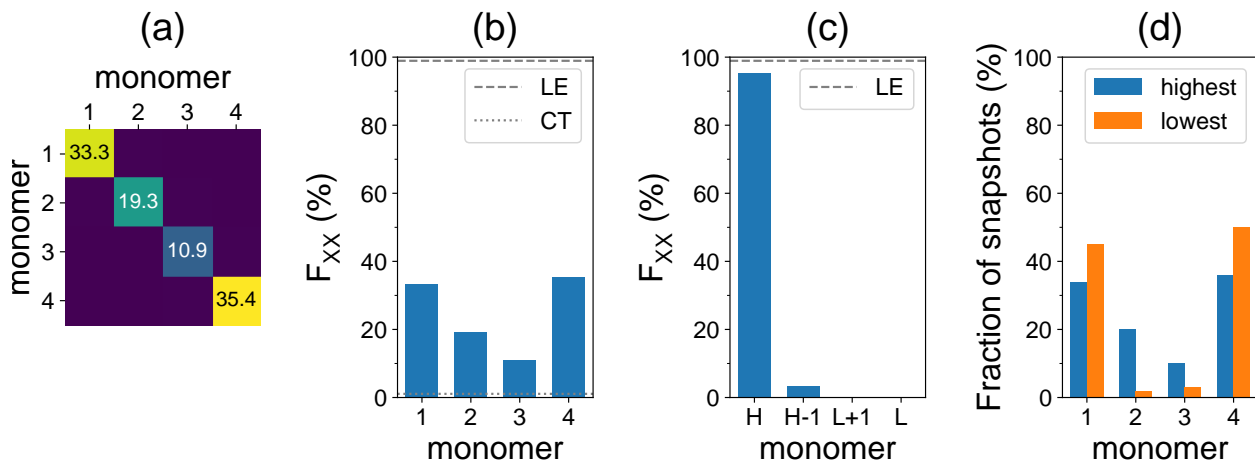 (a)
monomer
1 2 3 4
monomer
1
2
3
4
33.3
19.3
10.9
35.4
(b)
F_XX (%)
100
80
60
40
20
0
LE
CT
1 2 3 4
monomer
(c)
F_XX (%)
100
80
60
40
20
0
LE
H H-1 L+1 L
monomer
(d)
Fraction of snapshots (%)
100
80
60
40
20
0
highest
lowest
1 2 3 4
monomer